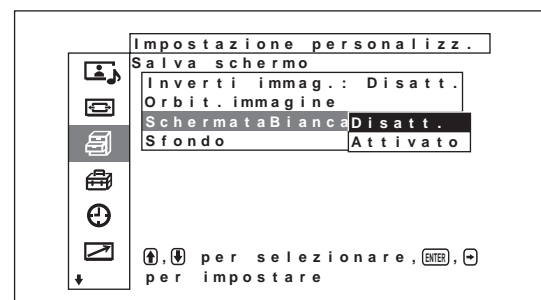 Impostazione personalizz.
Salva schermo
Inverti immag.: Disatt.
Orbit.immagine
SchermataBianca Disatt.
Sfondo Attivato
, per selezionare, ENTER,
per impostare